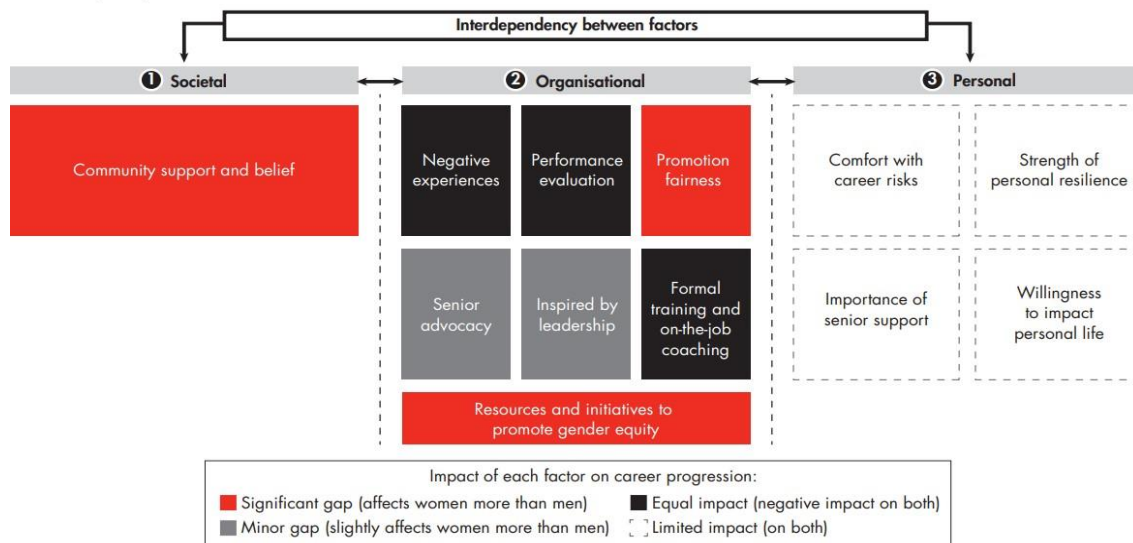 Interdependency between factors
1 Societal
2 Organisational
3 Personal
Community support and belief
Negative
experiences
Performance
evaluation
Promotion
fairness
Senior
advocacy
Inspired by
leadership
Formal
training and
on-the-job
coaching
Resources and initiatives to
promote gender equity
Comfort with
career risks
Strength of
personal resilience
Importance of
senior support
Willingness
to impact
personal life
Impact of each factor on career progression:
Significant gap (affects women more than men)
Equal impact (negative impact on both)
Minor gap (slightly affects women more than men)
Limited impact (on both)